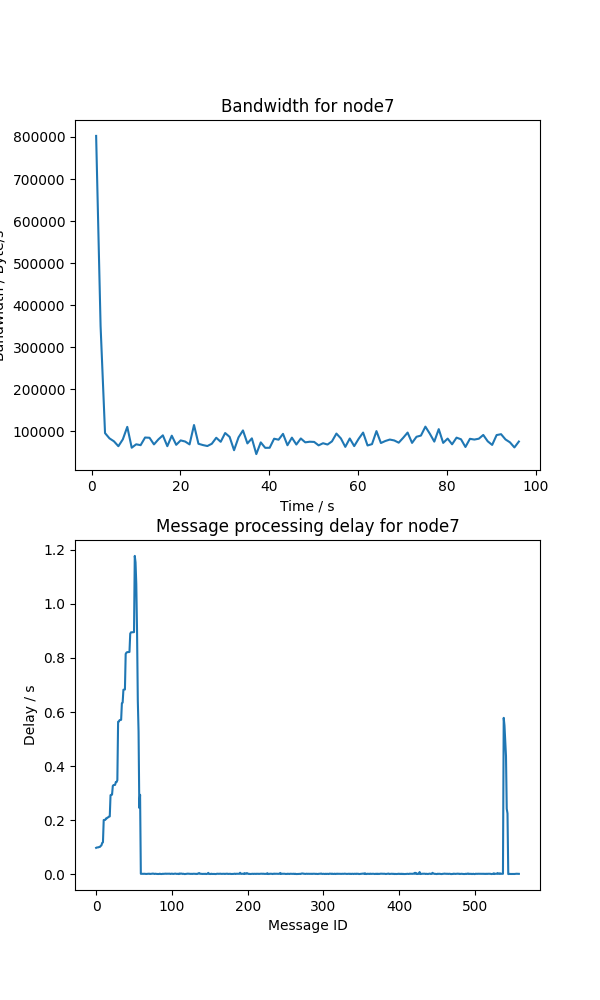 Bandwidth for node7
800000
700000
600000
500000
400000
300000
200000
100000
Bandwidth / Byte/s
0 20 40 60 80 100
Time / s
Message processing delay for node7
1.2
1.0
0.8
0.6
0.4
0.2
0.0
Delay / s
0 100 200 300 400 500
Message ID